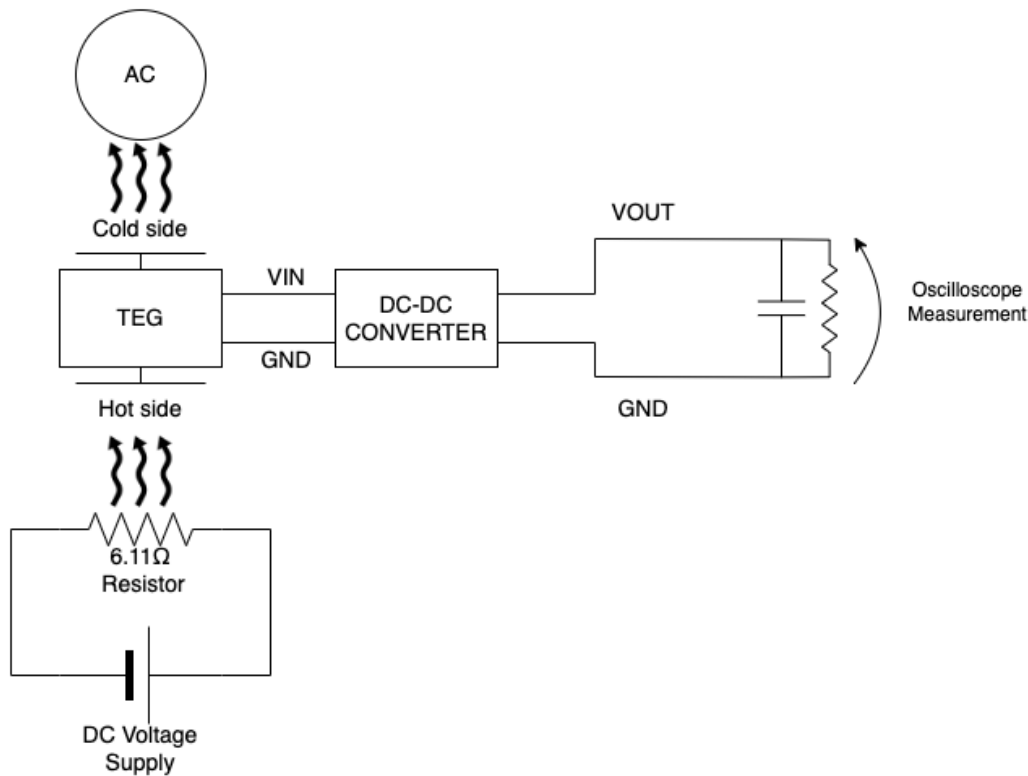 AC
Cold side
VOUT
VIN
TEG
DC-DC
CONVERTER
Oscilloscope
Measurement
GND
Hot side
GND
6.11Ω
Resistor
DC Voltage
Supply